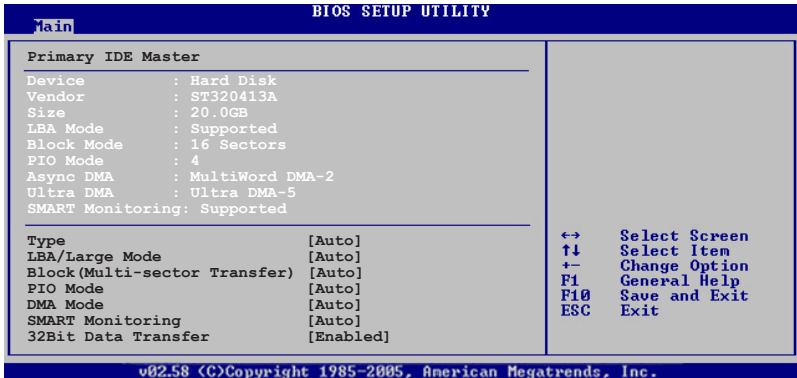 BIOS SETUP UTILITY
Main
Primary IDE Master
Device : Hard Disk
Vendor : ST320413A
Size : 20.0GB
LBA Mode : Supported
Block Mode : 16 Sectors
PIO Mode : 4
Async DMA : MultiWord DMA-2
Ultra DMA : Ultra DMA-5
SMART Monitoring: Supported
Type [Auto]
LBA/Large Mode [Auto]
Block(Multi-sector Transfer) [Auto]
PIO Mode [Auto]
DMA Mode [Auto]
SMART Monitoring [Auto]
32Bit Data Transfer [Enabled]
←→ Select Screen
↑↓ Select Item
+- Change Option
F1 General Help
F10 Save and Exit
ESC Exit
v02.58 (C)Copyright 1985-2005, American Megatrends, Inc.